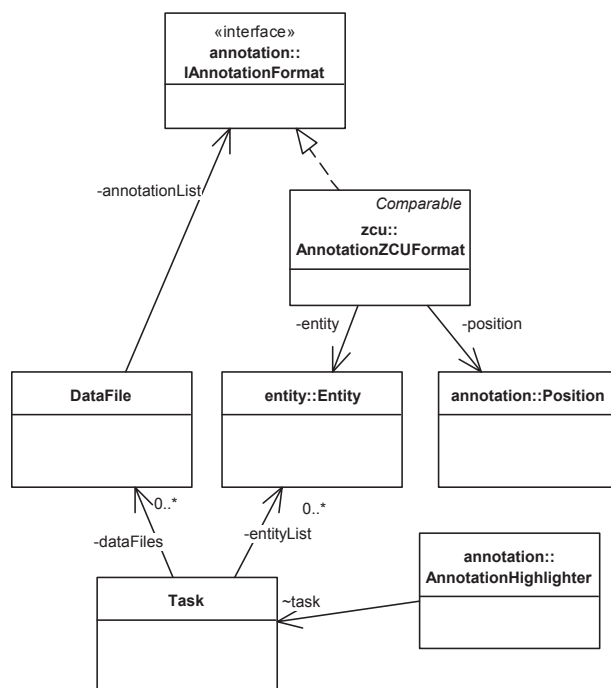 «interface»
annotation::
IAnnotationFormat
-annotationList
Comparable
zcu::
AnnotationZCUFormat
-entity
-position
DataFile
entity::Entity
annotation::Position
0..*
0..*
-dataFiles
-entityList
annotation::
AnnotationHighlighter
Task
~task